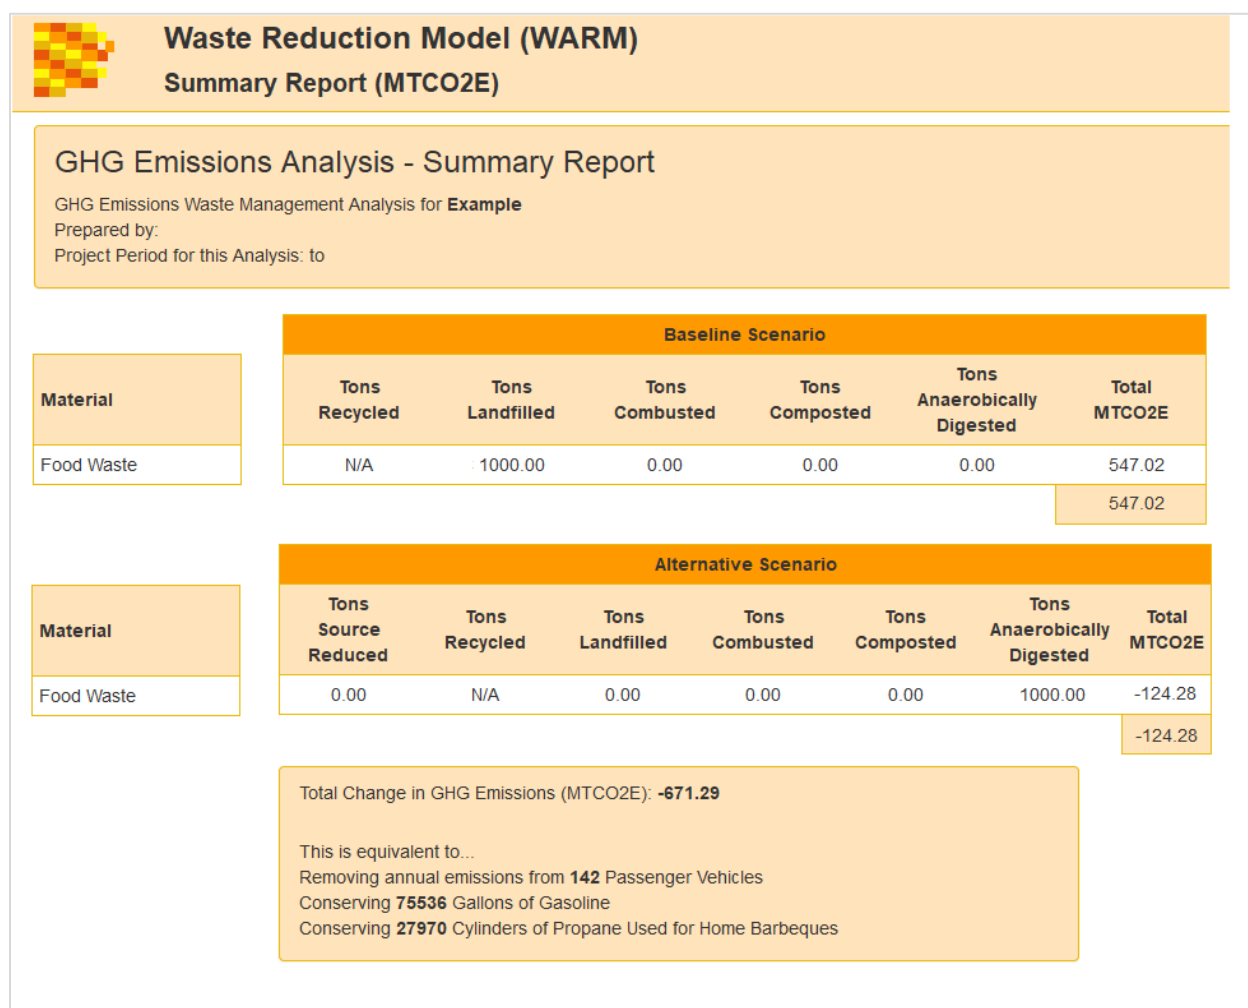 Waste Reduction Model (WARM)
Summary Report (MTCO2E)
GHG Emissions Analysis - Summary Report
GHG Emissions Waste Management Analysis for Example
Prepared by:
Project Period for this Analysis: to
Baseline Scenario
Material
Tons Recycled
Tons Landfilled
Tons Combusted
Tons Composted
Tons Anaerobically Digested
Total MTCO2E
Food Waste N/A 1000.00 0.00 0.00 0.00 547.02
547.02
Alternative Scenario
Material
Tons Source Reduced
Tons Recycled
Tons Landfilled
Tons Combusted
Tons Composted
Tons Anaerobically Digested
Total MTCO2E
Food Waste 0.00 N/A 0.00 0.00 0.00 1000.00 -124.28
-124.28
Total Change in GHG Emissions (MTCO2E): -671.29
This is equivalent to...
Removing annual emissions from 142 Passenger Vehicles
Conserving 75536 Gallons of Gasoline
Conserving 27970 Cylinders of Propane Used for Home Barbeques